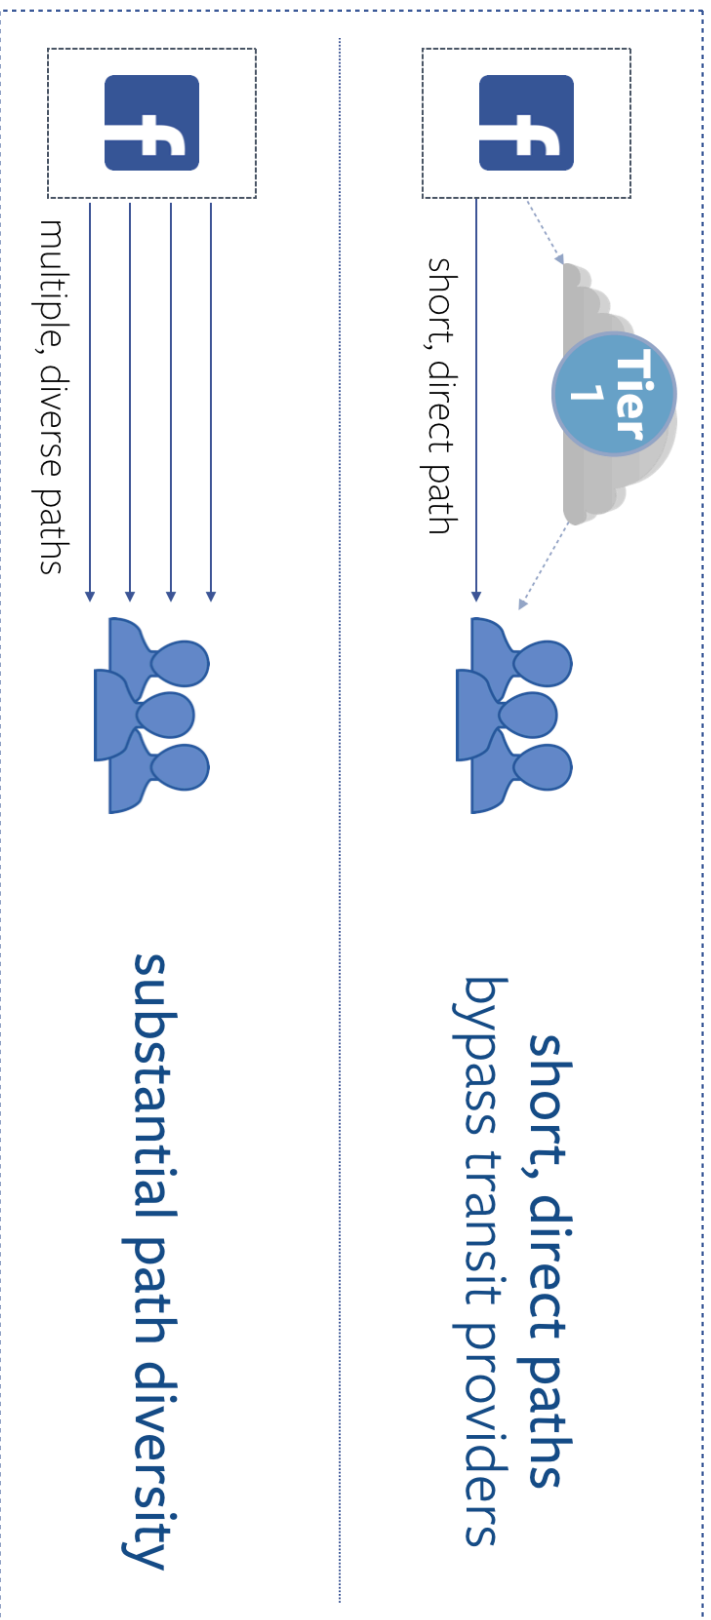 Tier
1
short, direct path
short, direct paths
bypass transit providers
multiple, diverse paths
substantial path diversity